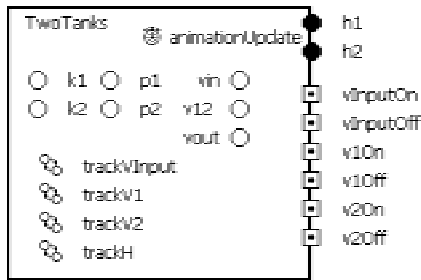 TwoTanks
animationUpdate
k1 p1 vin
k2 p2 v12
vout
trackVInput
trackV1
trackV2
trackH
h1
h2
vInputOn
vInputOff
v1On
v1Off
v2On
v2Off